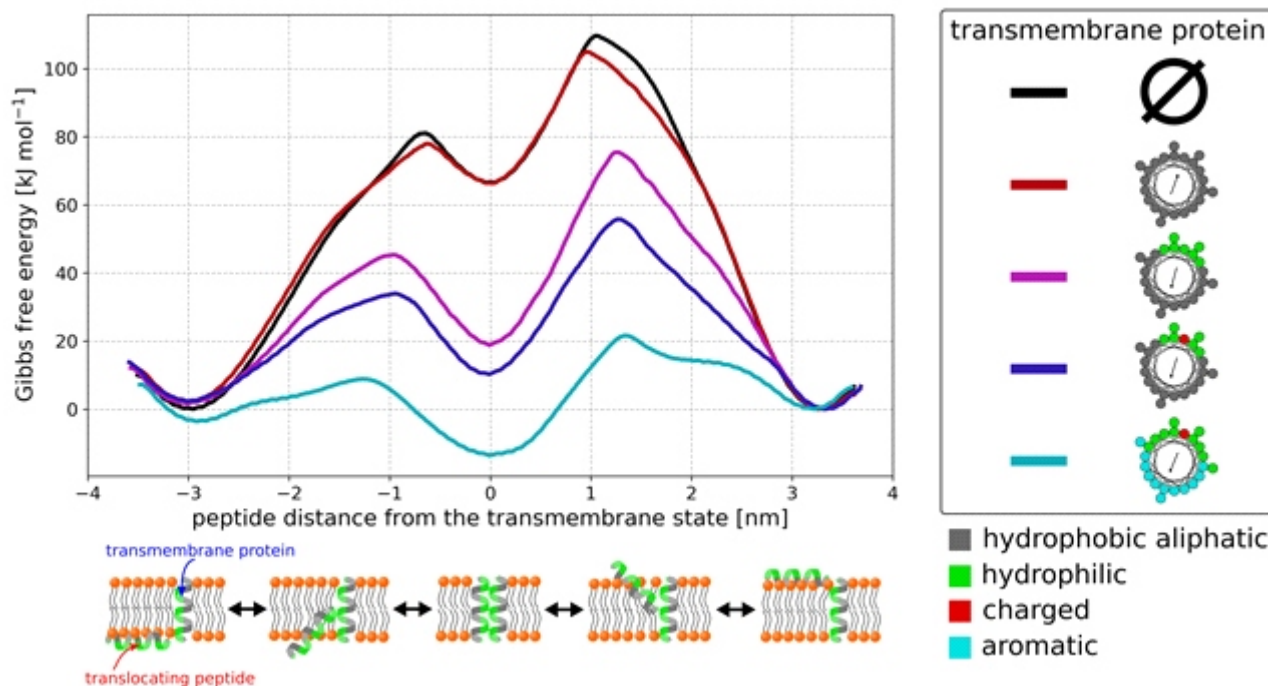 Gibbs free energy [kJ mol⁻¹]
100
80
60
40
20
0
−4 −3 −2 −1 0 1 2 3 4
peptide distance from the transmembrane state [nm]
transmembrane protein
translocating peptide
transmembrane protein
hydrophobic aliphatic
hydrophilic
charged
aromatic